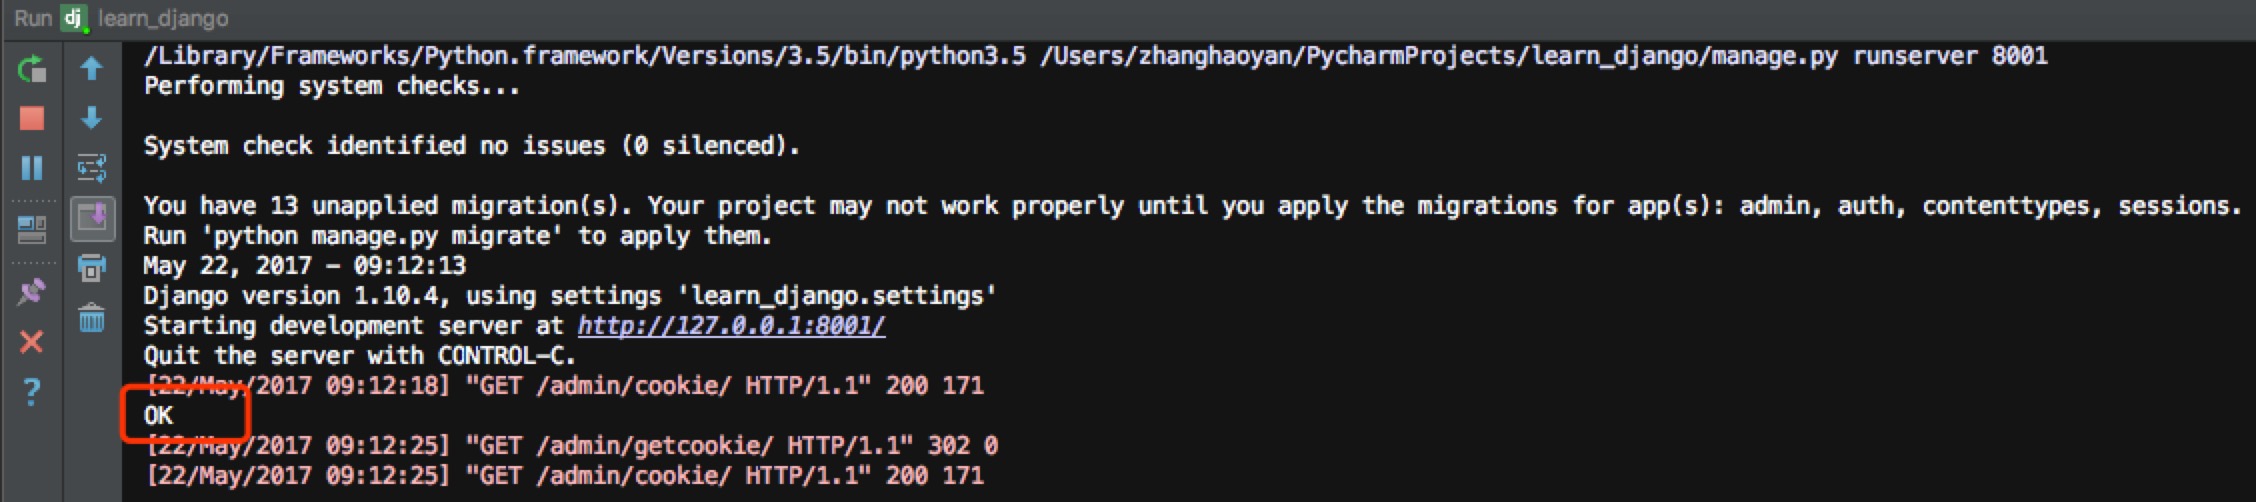 Run dj learn_django
/Library/Frameworks/Python.framework/Versions/3.5/bin/python3.5 /Users/zhanghaoyan/PycharmProjects/learn_django/manage.py runserver 8001
Performing system checks...
System check identified no issues (0 silenced).
You have 13 unapplied migration(s). Your project may not work properly until you apply the migrations for app(s): admin, auth, contenttypes, sessions.
Run 'python manage.py migrate' to apply them.
May 22, 2017 - 09:12:13
Django version 1.10.4, using settings 'learn_django.settings'
Starting development server at http://127.0.0.1:8001/
Quit the server with CONTROL-C.
[22/May/2017 09:12:18] "GET /admin/cookie/ HTTP/1.1" 200 171
OK
[22/May/2017 09:12:25] "GET /admin/getcookie/ HTTP/1.1" 302 0
[22/May/2017 09:12:25] "GET /admin/cookie/ HTTP/1.1" 200 171